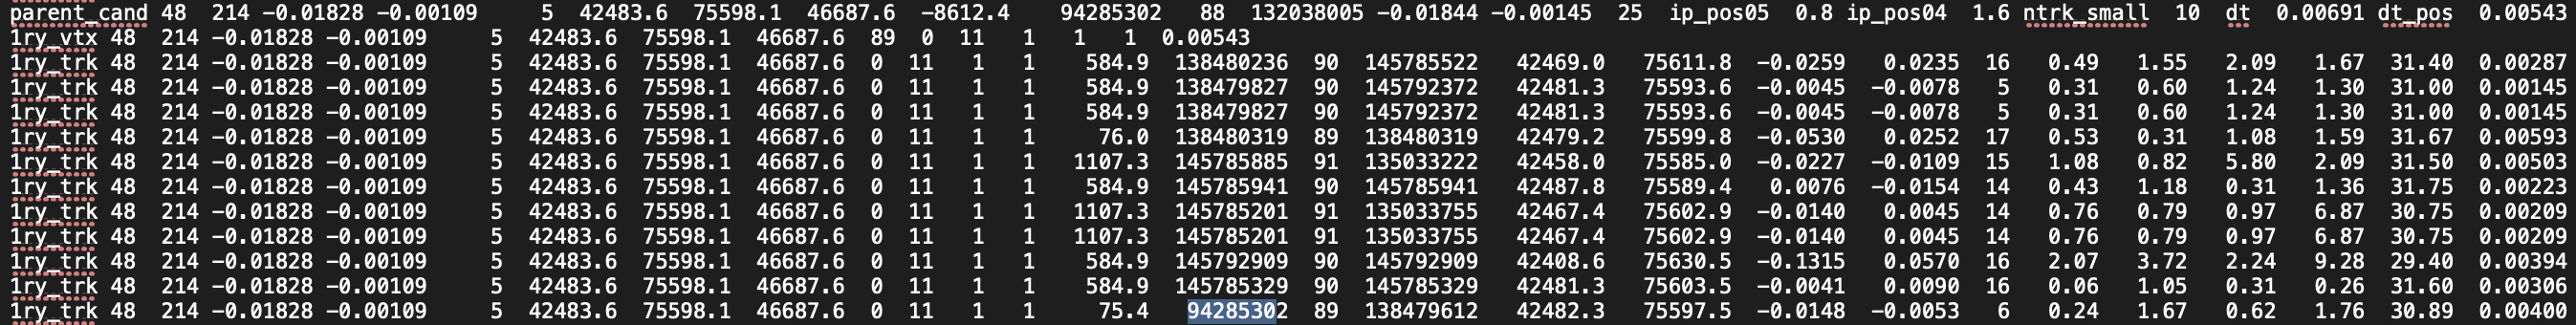 parent_cand 48 214 -0.01828 -0.00109 5 42483.6 75598.1 46687.6 -8612.4 94285302 88 132038005 -0.01844 -0.00145 25 ip_pos05 0.8 ip_pos04 1.6 ntrk_small 10 dt 0.00691 dt_pos 0.00543
1ry_vtx 48 214 -0.01828 -0.00109 5 42483.6 75598.1 46687.6 89 0 11 1 1 1 0.00543
1ry_trk 48 214 -0.01828 -0.00109 5 42483.6 75598.1 46687.6 0 11 1 1 584.9 138480236 90 145785522 42469.0 75611.8 -0.0259 0.0235 16 0.49 1.55 2.09 1.67 31.40 0.00287
1ry_trk 48 214 -0.01828 -0.00109 5 42483.6 75598.1 46687.6 0 11 1 1 584.9 138479827 90 145792372 42481.3 75593.6 -0.0045 -0.0078 5 0.31 0.60 1.24 1.30 31.00 0.00145
1ry_trk 48 214 -0.01828 -0.00109 5 42483.6 75598.1 46687.6 0 11 1 1 584.9 138479827 90 145792372 42481.3 75593.6 -0.0045 -0.0078 5 0.31 0.60 1.24 1.30 31.00 0.00145
1ry_trk 48 214 -0.01828 -0.00109 5 42483.6 75598.1 46687.6 0 11 1 1 76.0 138480319 89 138480319 42479.2 75599.8 -0.0530 0.0252 17 0.53 0.31 1.08 1.59 31.67 0.00593
1ry_trk 48 214 -0.01828 -0.00109 5 42483.6 75598.1 46687.6 0 11 1 1 1107.3 145785885 91 135033222 42458.0 75585.0 -0.0227 -0.0109 15 1.08 0.82 5.80 2.09 31.50 0.00503
1ry_trk 48 214 -0.01828 -0.00109 5 42483.6 75598.1 46687.6 0 11 1 1 584.9 145785941 90 145785941 42487.8 75589.4 0.0076 -0.0154 14 0.43 1.18 0.31 1.36 31.75 0.00223
1ry_trk 48 214 -0.01828 -0.00109 5 42483.6 75598.1 46687.6 0 11 1 1 1107.3 145785201 91 135033755 42467.4 75602.9 -0.0140 0.0045 14 0.76 0.79 0.97 6.87 30.75 0.00209
1ry_trk 48 214 -0.01828 -0.00109 5 42483.6 75598.1 46687.6 0 11 1 1 1107.3 145785201 91 135033755 42467.4 75602.9 -0.0140 0.0045 14 0.76 0.79 0.97 6.87 30.75 0.00209
1ry_trk 48 214 -0.01828 -0.00109 5 42483.6 75598.1 46687.6 0 11 1 1 584.9 145792909 90 145792909 42408.6 75630.5 -0.1315 0.0570 16 2.07 3.72 2.24 9.28 29.40 0.00394
1ry_trk 48 214 -0.01828 -0.00109 5 42483.6 75598.1 46687.6 0 11 1 1 584.9 145785329 90 145785329 42481.3 75603.5 -0.0041 0.0090 16 0.06 1.05 0.31 0.26 31.60 0.00306
1ry_trk 48 214 -0.01828 -0.00109 5 42483.6 75598.1 46687.6 0 11 1 1 75.4 94285302 89 138479612 42482.3 75597.5 -0.0148 -0.0053 6 0.24 1.67 0.62 1.76 30.89 0.00400